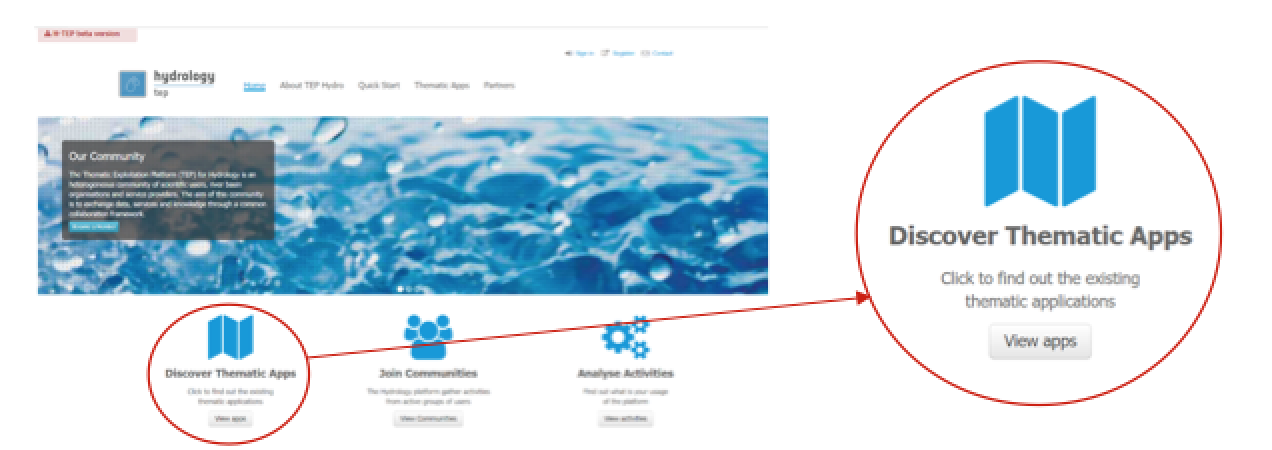 H-TEP beta version
Sign in Register Contact
hydrology
tep
Home About TEP Hydro Quick Start Thematic Apps Partners
Our Community
The Thematic Exploitation Platform (TEP) for Hydrology is an
heterogeneous community of scientific users, river basin
organisations and service providers. The aim of this community
is to exchange data, services and knowledge through a common
collaboration framework.
Discover Thematic Apps
Click to find out the existing
thematic applications
View apps
Join Communities
The Hydrology platform gather activities
from active groups of users
View Communities
Analyse Activities
Find out what is your usage
of the platform
View activities
Discover Thematic Apps
Click to find out the existing
thematic applications
View apps